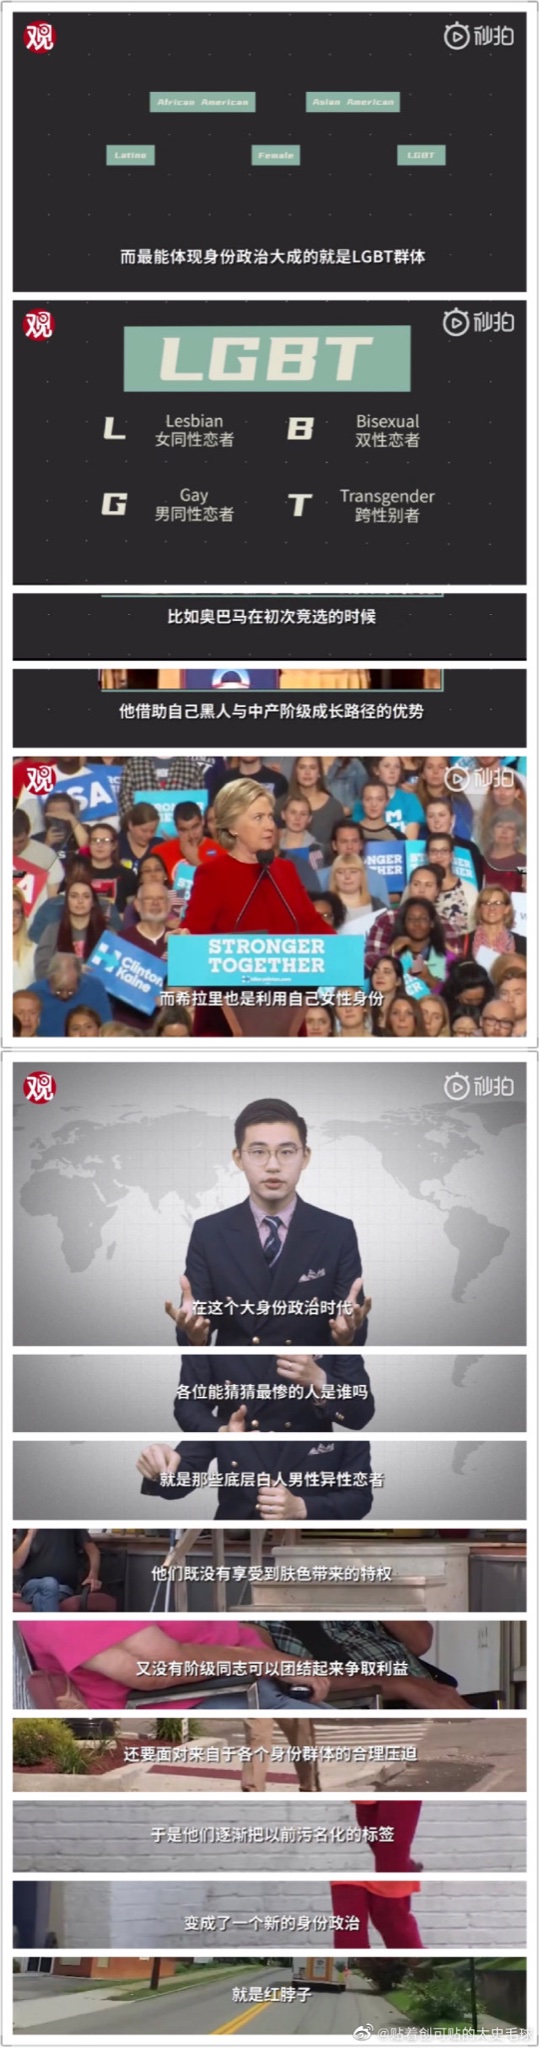 观
秒拍
African American
Asian American
Latino
Female
LGBT
而最能体现身份政治大成的就是LGBT群体
观
秒拍
LGBT
L
Lesbian
女同性恋者
B
Bisexual
双性恋者
G
Gay
男同性恋者
T
Transgender
跨性别者
比如奥巴马在初次竞选的时候
他借助自己黑人与中产阶级成长路径的优势
观
秒拍
SA
STRONGER
Clinton
Kaine
STRONGER
TOGETHER
而希拉里也是利用自己女性身份
观
秒拍
在这个大身份政治时代
各位能猜猜最惨的人是谁吗
就是那些底层白人男性异性恋者
他们既没有享受到肤色带来的特权
又没有阶级同志可以团结起来争取利益
还要面对来自于各个身份群体的合理压迫
于是他们逐渐把以前污名化的标签
变成了一个新的身份政治
就是红脖子
@贴着创可贴的太史毛球